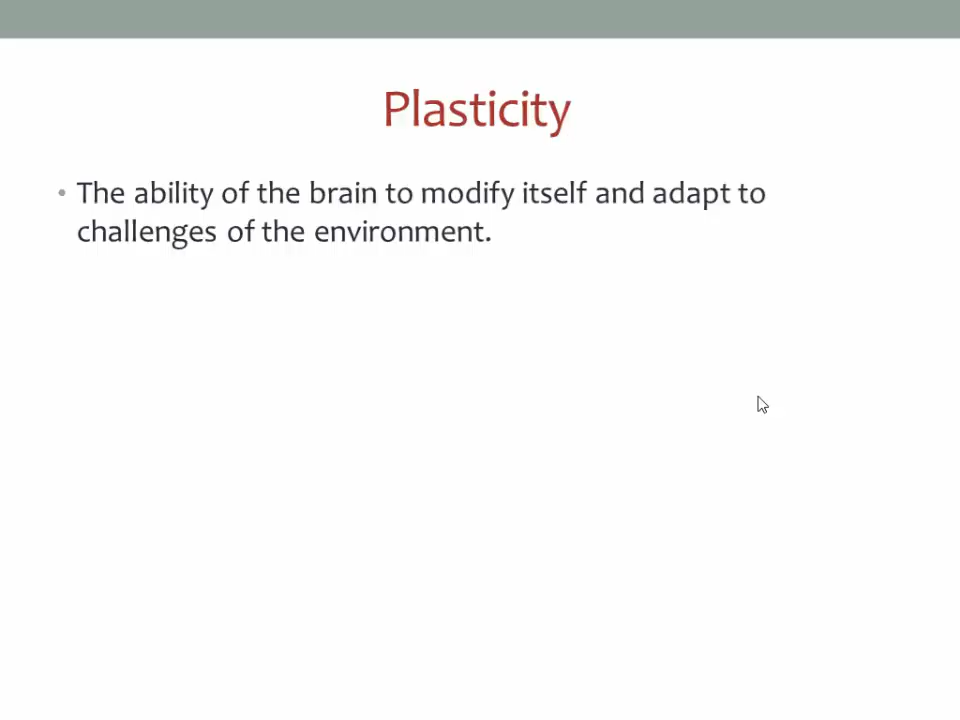 Plasticity
• The ability of the brain to modify itself and adapt to
challenges of the environment.